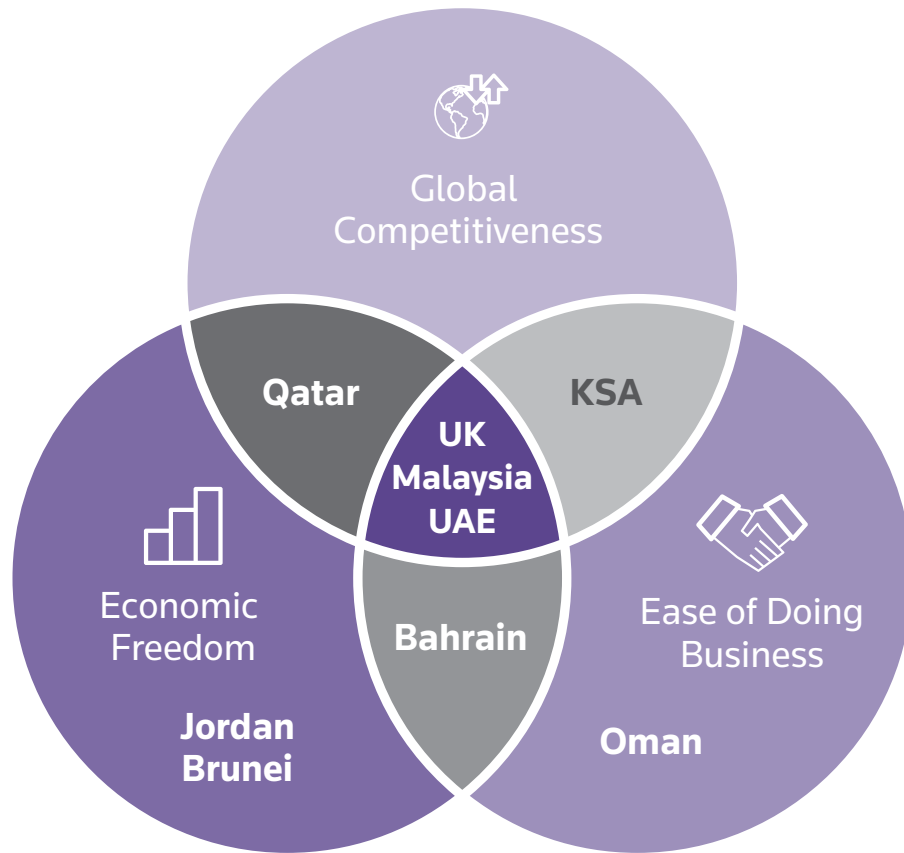 Global
Competitiveness
Qatar
KSA
UK
Malaysia
UAE
Economic
Freedom
Ease of Doing
Business
Bahrain
Jordan
Brunei
Oman